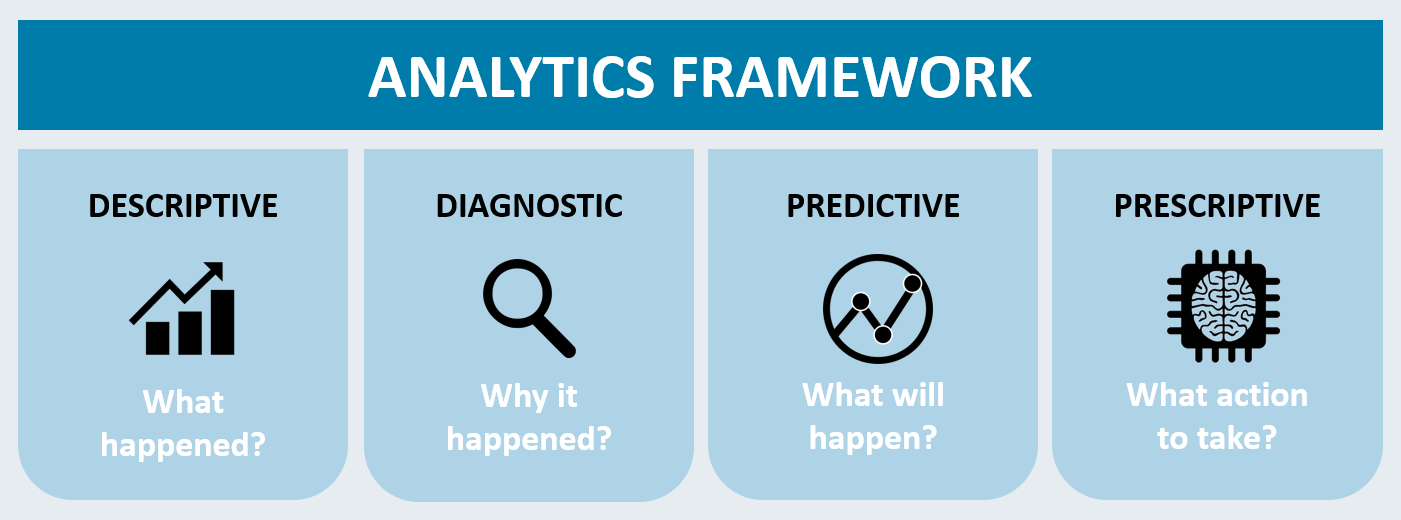 ANALYTICS FRAMEWORK
DESCRIPTIVE
What
happened?
DIAGNOSTIC
Why it
happened?
PREDICTIVE
What will
happen?
PRESCRIPTIVE
What action
to take?